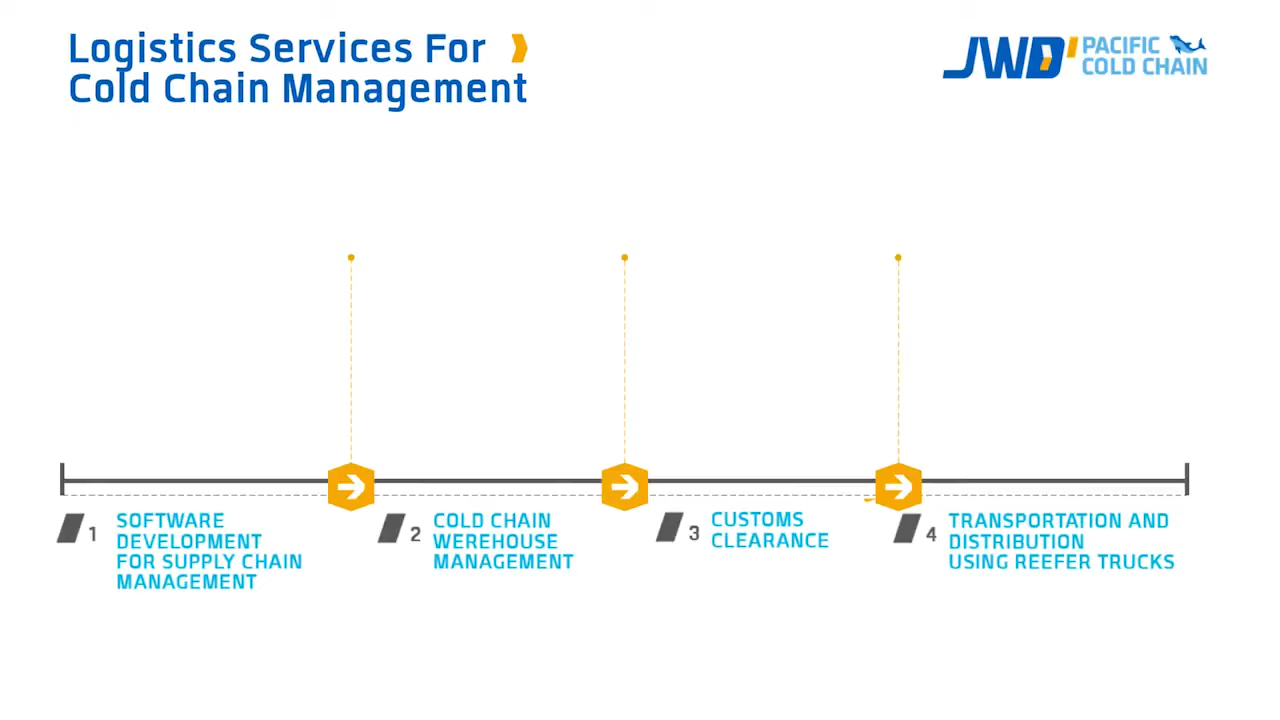 Logistics Services For
Cold Chain Management
JWD PACIFIC
COLD CHAIN
1 SOFTWARE
DEVELOPMENT
FOR SUPPLY CHAIN
MANAGEMENT
2 COLD CHAIN
WEREHOUSE
MANAGEMENT
3 CUSTOMS
CLEARANCE
4 TRANSPORTATION AND
DISTRIBUTION
USING REEFER TRUCKS